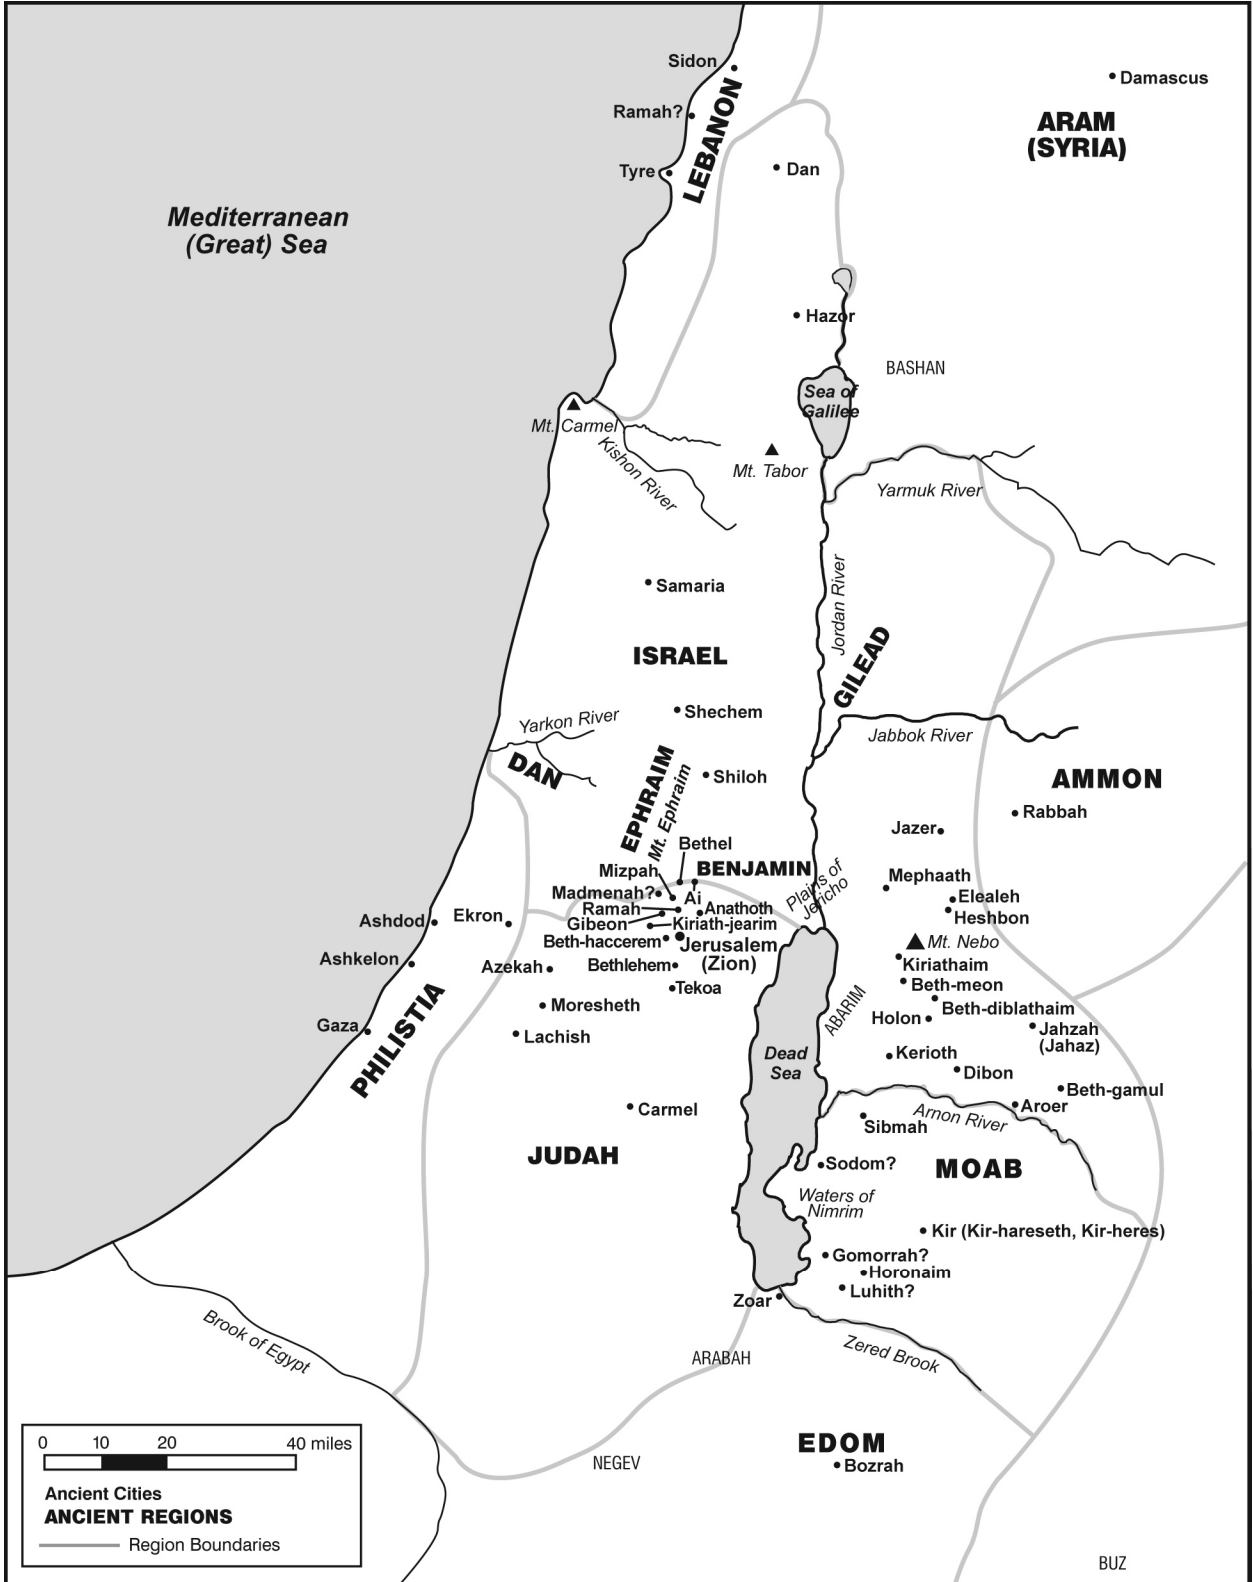 Sidon
Damascus
Ramah?
LEBANON
ARAM
(SYRIA)
Tyre
Dan
Mediterranean
(Great) Sea
Hazor
BASHAN
Sea of
Galilee
Mt. Carmel
Kishon River
Mt. Tabor
Yarmuk River
Jordan River
Samaria
ISRAEL
GILEAD
Shechem
Yarkon River
Jabbok River
DAN
EPHRAIM
Mt. Ephraim
Shiloh
AMMON
Rabbah
Jazer
Bethel
Mizpah
BENJAMIN
Plains of
Jericho
Mephaath
Madmenah?
Ai
Elealeh
Ramah
Anathoth
Heshbon
Ashdod
Ekron
Gibeon
Kiriath-jearim
Beth-haccerem
Jerusalem
(Zion)
Mt. Nebo
Ashkelon
Azekah
Bethlehem
Kiriathaim
Tekoa
Beth-meon
PHILISTIA
Moresheth
ABARIM
Beth-diblathaim
Holon
Gaza
Lachish
Jahzah
(Jahaz)
Dead
Sea
Kerioth
Dibon
Beth-gamul
Carmel
Aroer
Arnon River
Sibmah
JUDAH
Sodom?
MOAB
Waters of
Nimrim
Kir (Kir-hareseth, Kir-heres)
Gomorrah?
Horonaim
Luhith?
Zoar
Brook of Egypt
Zered Brook
ARABAH
EDOM
NEGEV
Bozrah
BUZ
0 10 20 40 miles
Ancient Cities
ANCIENT REGIONS
Region Boundaries